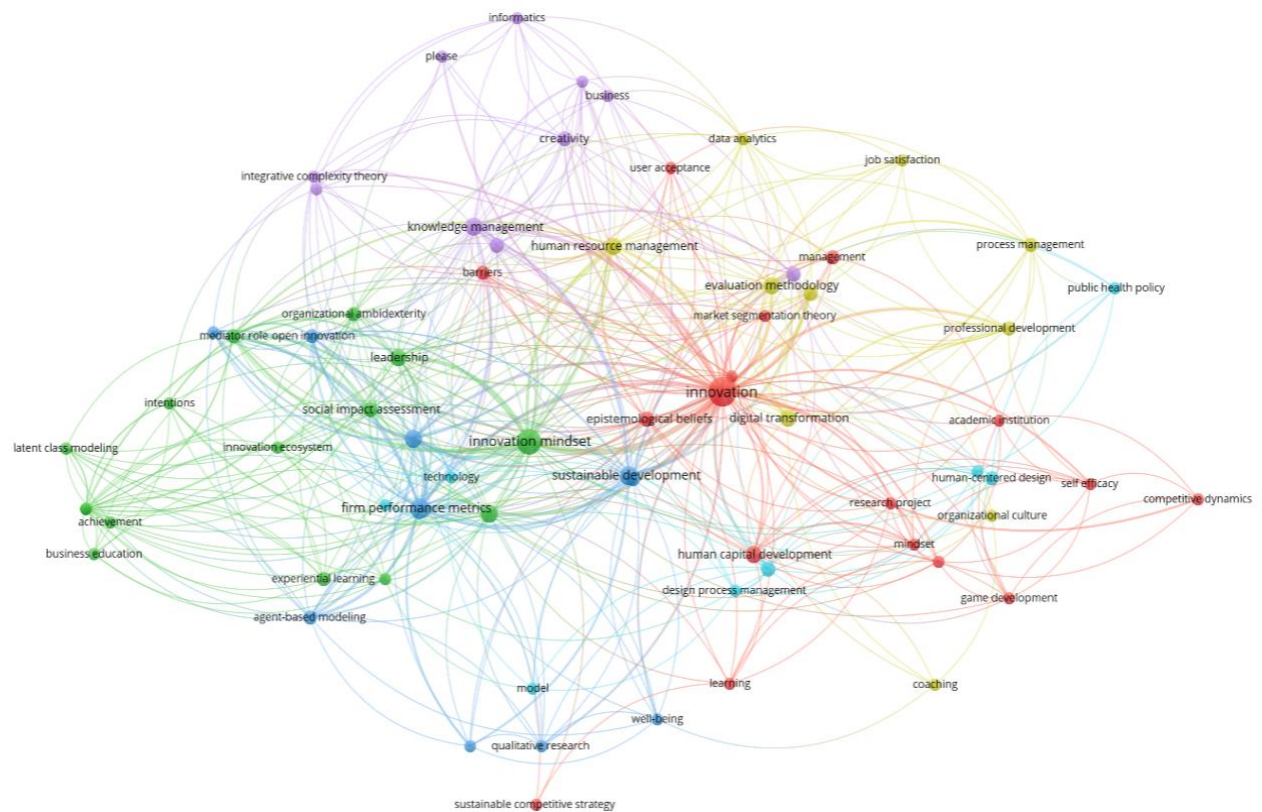 informatics
please
business
creativity
data analytics
user acceptance
job satisfaction
integrative complexity theory
knowledge management
human resource management
process management
management
barriers
evaluation methodology
public health policy
organizational ambidexterity
market segmentation theory
mediator role open innovation
professional development
leadership
innovation
intentions
social impact assessment
epistemological beliefs
digital transformation
academic institution
latent class modeling
innovation ecosystem
innovation mindset
technology
sustainable development
human-centered design
self efficacy
competitive dynamics
firm performance metrics
research project
organizational culture
achievement
mindset
business education
human capital development
experiential learning
design process management
game development
agent-based modeling
learning
coaching
model
well-being
qualitative research
sustainable competitive strategy